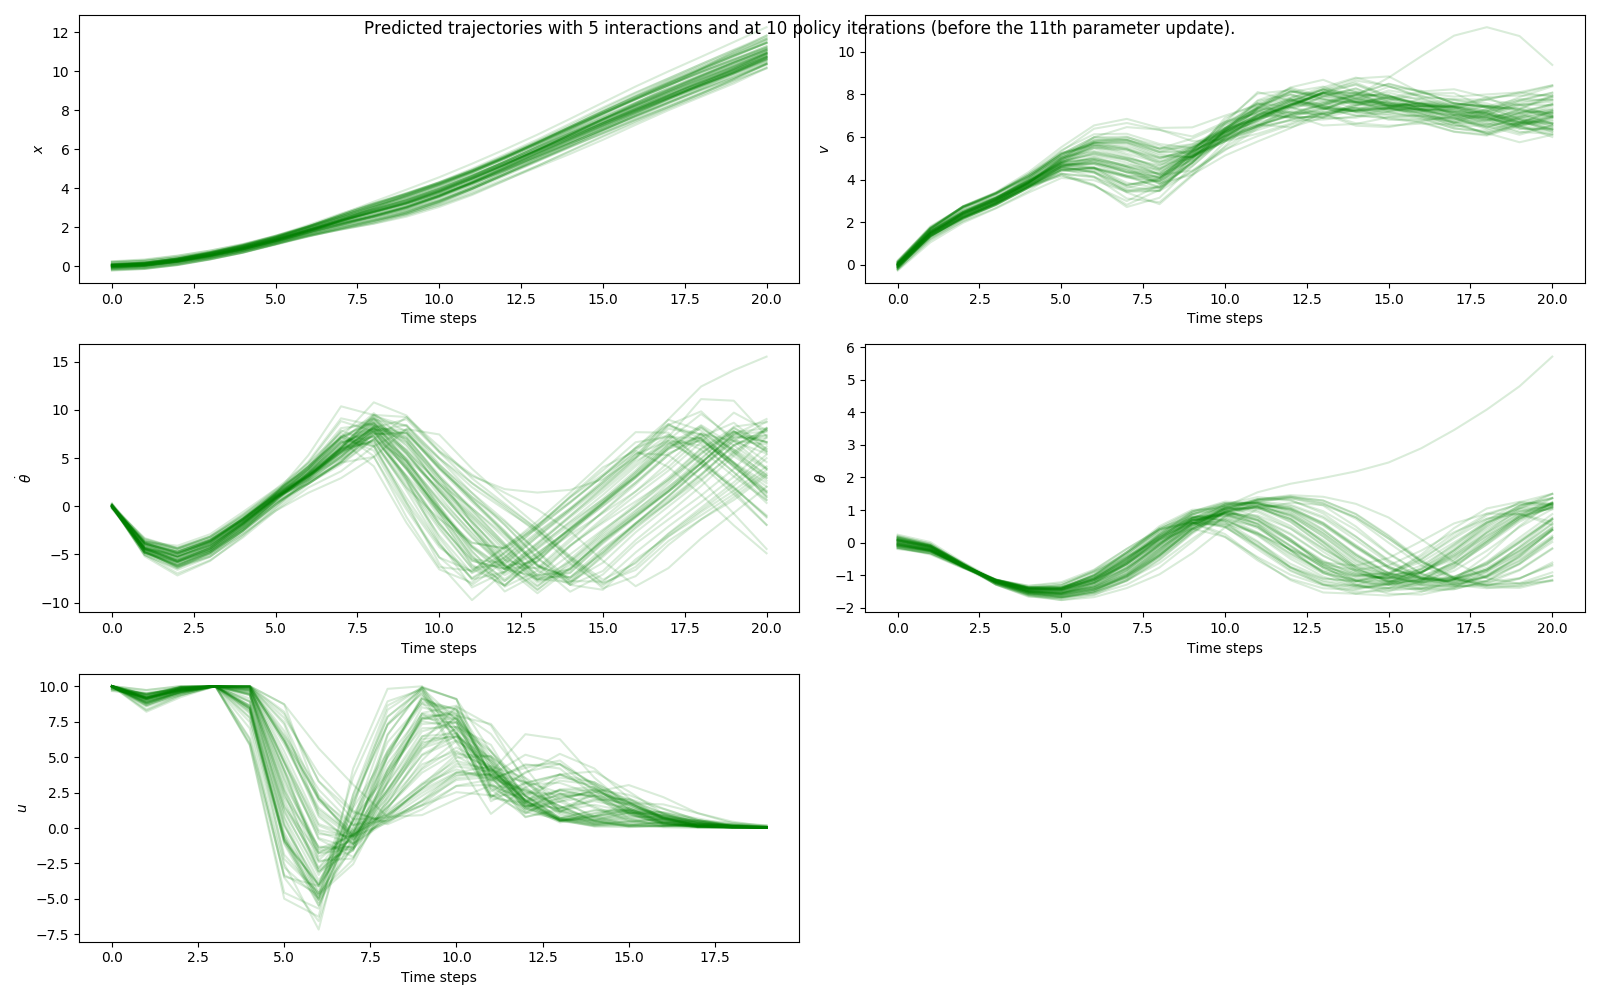 Predicted trajectories with 5 interactions and at 10 policy iterations (before the 11th parameter update).
12
10
8
6
4
2
0
x
0.0 2.5 5.0 7.5 10.0 12.5 15.0 17.5 20.0
Time steps
10
8
6
4
2
0
v
0.0 2.5 5.0 7.5 10.0 12.5 15.0 17.5 20.0
Time steps
15
10
5
0
−5
−10
θ̇
0.0 2.5 5.0 7.5 10.0 12.5 15.0 17.5 20.0
Time steps
6
5
4
3
2
1
0
−1
−2
θ
0.0 2.5 5.0 7.5 10.0 12.5 15.0 17.5 20.0
Time steps
10.0
7.5
5.0
2.5
0.0
−2.5
−5.0
−7.5
u
0.0 2.5 5.0 7.5 10.0 12.5 15.0 17.5
Time steps